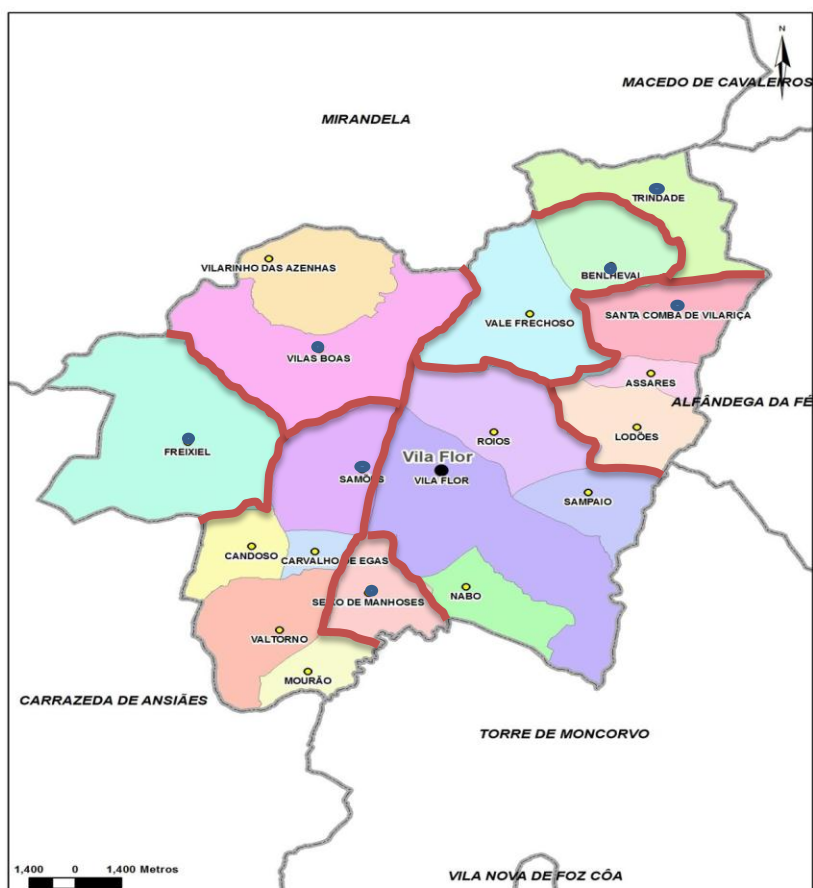 N
MACEDO DE CAVALEIROS
MIRANDELA
TRINDADE
VILARINHO DAS AZENHAS
BENLHEVAI
VALE FRECHOSO
SANTA COMBA DE VILARIÇA
VILAS BOAS
ASSARES
ALFÂNDEGA DA FÉ
FREIXIEL
ROIOS
LODÕES
Vila Flor
SAMÕES
VILA FLOR
SAMPAIO
CANDOSO
CARVALHO DE EGAS
SEIXO DE MANHOSES
NABO
VALTORNO
MOURÃO
CARRAZEDA DE ANSIÃES
TORRE DE MONCORVO
1,400 0 1,400 Metros
VILA NOVA DE FOZ CÔA